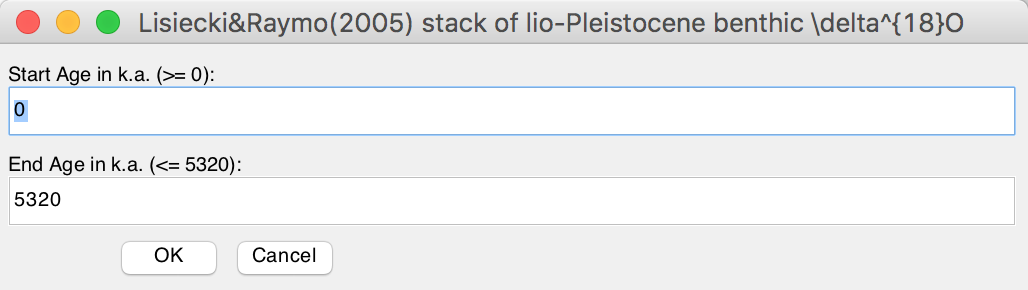 Lisiecki&Raymo(2005) stack of lio-Pleistocene benthic \delta^{18}O
Start Age in k.a. (>= 0):
0
End Age in k.a. (<= 5320):
5320
OK Cancel